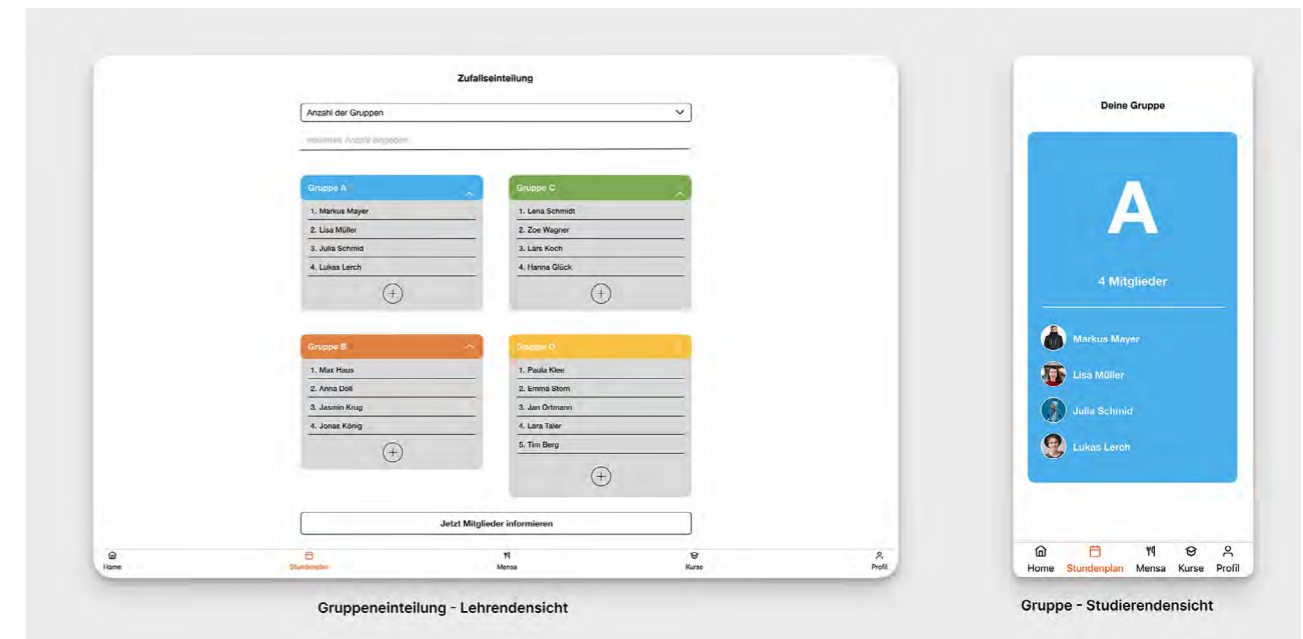 Zufallseinteilung
Anzahl der Gruppen
maximale Anzahl eingeben
Gruppe A
1. Markus Mayer
2. Lisa Müller
3. Julia Schmid
4. Lukas Lerch
Gruppe C
1. Lena Schmidt
2. Zoe Wagner
3. Lars Koch
4. Hanna Glück
Gruppe B
1. Max Haus
2. Anna Doll
3. Jasmin Krug
4. Jonas König
Gruppe D
1. Paula Klee
2. Emma Storn
3. Jan Ortmann
4. Lara Taler
5. Tim Berg
Jetzt Mitglieder informieren
Home Stundenplan Mensa Kurse Profil
Gruppeneinteilung - Lehrendensicht
Deine Gruppe
A
4 Mitglieder
Markus Mayer
Lisa Müller
Julia Schmid
Lukas Lerch
Home Stundenplan Mensa Kurse Profil
Gruppe - Studierendensicht